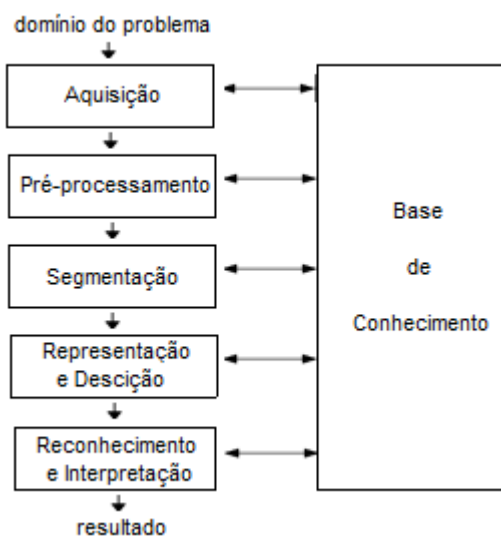 domínio do problema
Aquisição
Pré-processamento
Segmentação
Representação
e Descição
Reconhecimento
e Interpretação
resultado
Base
de
Conhecimento